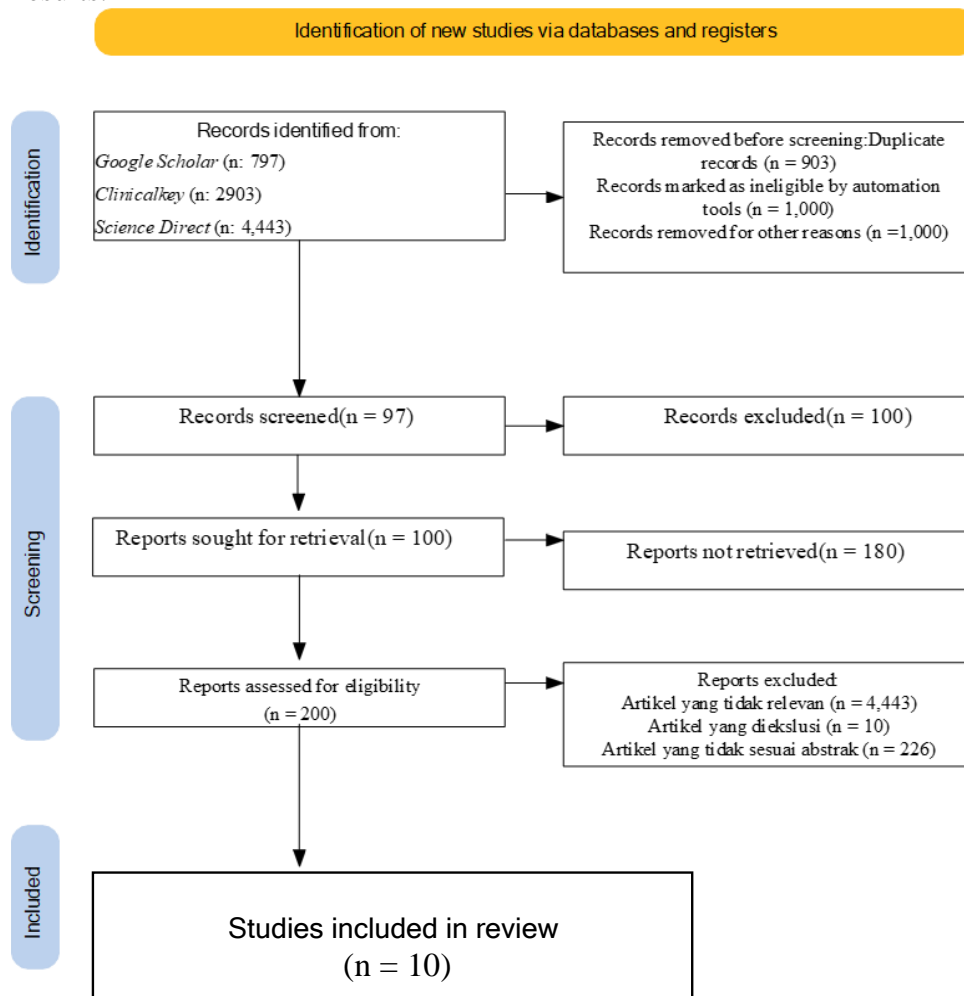 Identification of new studies via databases and registers
Identification
Records identified from:
Google Scholar (n: 797)
Clinicalkey (n: 2903)
Science Direct (n: 4,443)
Records removed before screening:Duplicate
records (n = 903)
Records marked as ineligible by automation
tools (n = 1,000)
Records removed for other reasons (n =1,000)
Screening
Records screened(n = 97)
Records excluded(n = 100)
Reports sought for retrieval(n = 100)
Reports not retrieved(n = 180)
Reports assessed for eligibility
(n = 200)
Reports excluded:
Artikel yang tidak relevan (n = 4,443)
Artikel yang diekslusi (n = 10)
Artikel yang tidak sesuai abstrak (n = 226)
Included
Studies included in review
(n = 10)